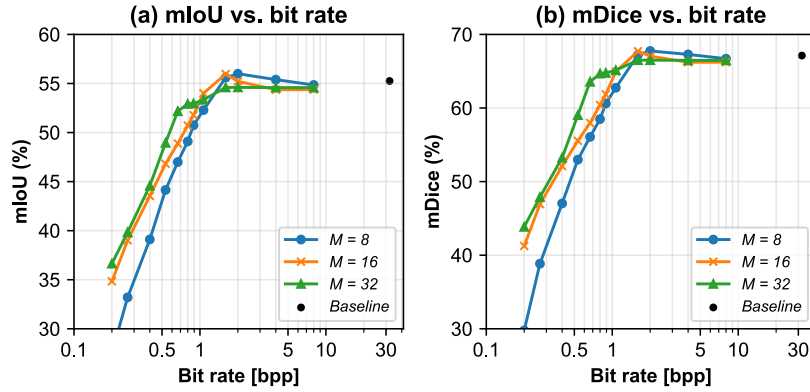 (a) mIoU vs. bit rate
60
55
50
45
40
35
30
mIoU (%)
0.1
0.5
1
5
10
30
Bit rate [bpp]
M = 8
M = 16
M = 32
Baseline
(b) mDice vs. bit rate
70
60
50
40
30
mDice (%)
0.1
0.5
1
5
10
30
Bit rate [bpp]
M = 8
M = 16
M = 32
Baseline